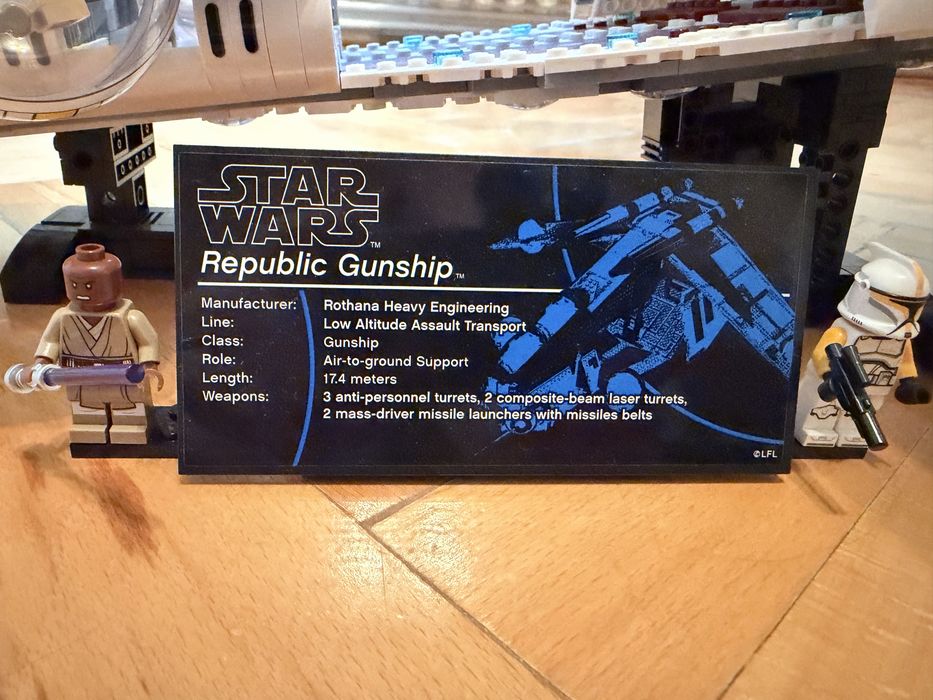 STAR
WARS™
Republic Gunship™
Manufacturer: Rothana Heavy Engineering
Line: Low Altitude Assault Transport
Class: Gunship
Role: Air-to-ground Support
Length: 17.4 meters
Weapons: 3 anti-personnel turrets, 2 composite-beam laser turrets,
2 mass-driver missile launchers with missiles belts
©LFL